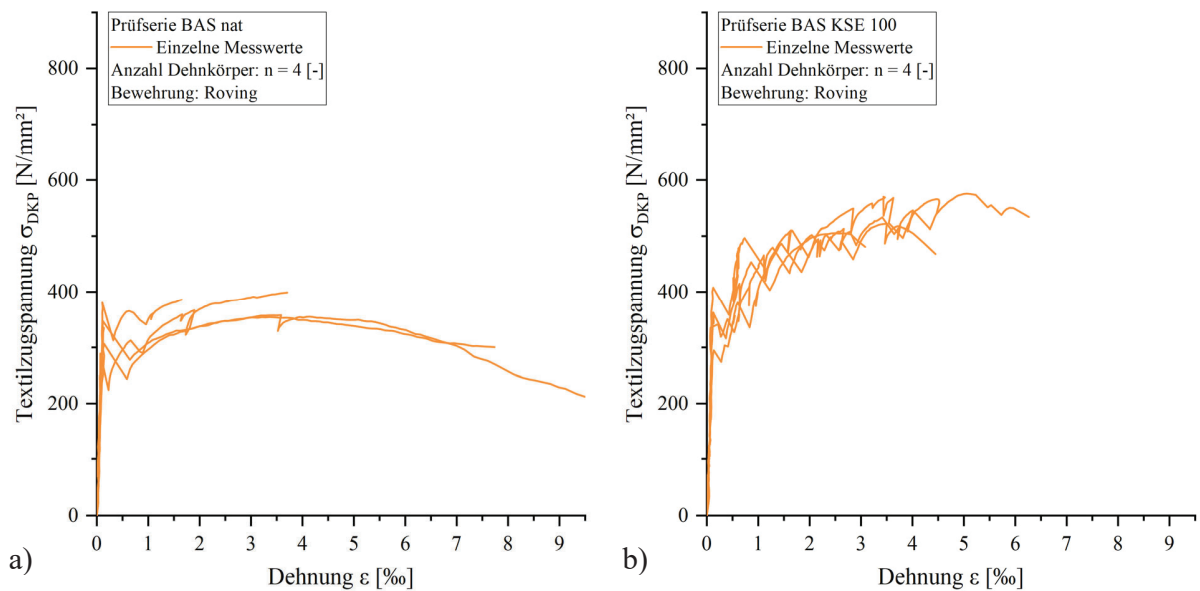 Prüfserie BAS nat
Einzelne Messwerte
Anzahl Dehnkörper: n = 4 [-]
Bewehrung: Roving
800
600
400
200
0
Textilzugspannung σDKP [N/mm²]
0 1 2 3 4 5 6 7 8 9
Dehnung ε [‰]
a)
Prüfserie BAS KSE 100
Einzelne Messwerte
Anzahl Dehnkörper: n = 4 [-]
Bewehrung: Roving
800
600
400
200
0
Textilzugspannung σDKP [N/mm²]
0 1 2 3 4 5 6 7 8 9
Dehnung ε [‰]
b)